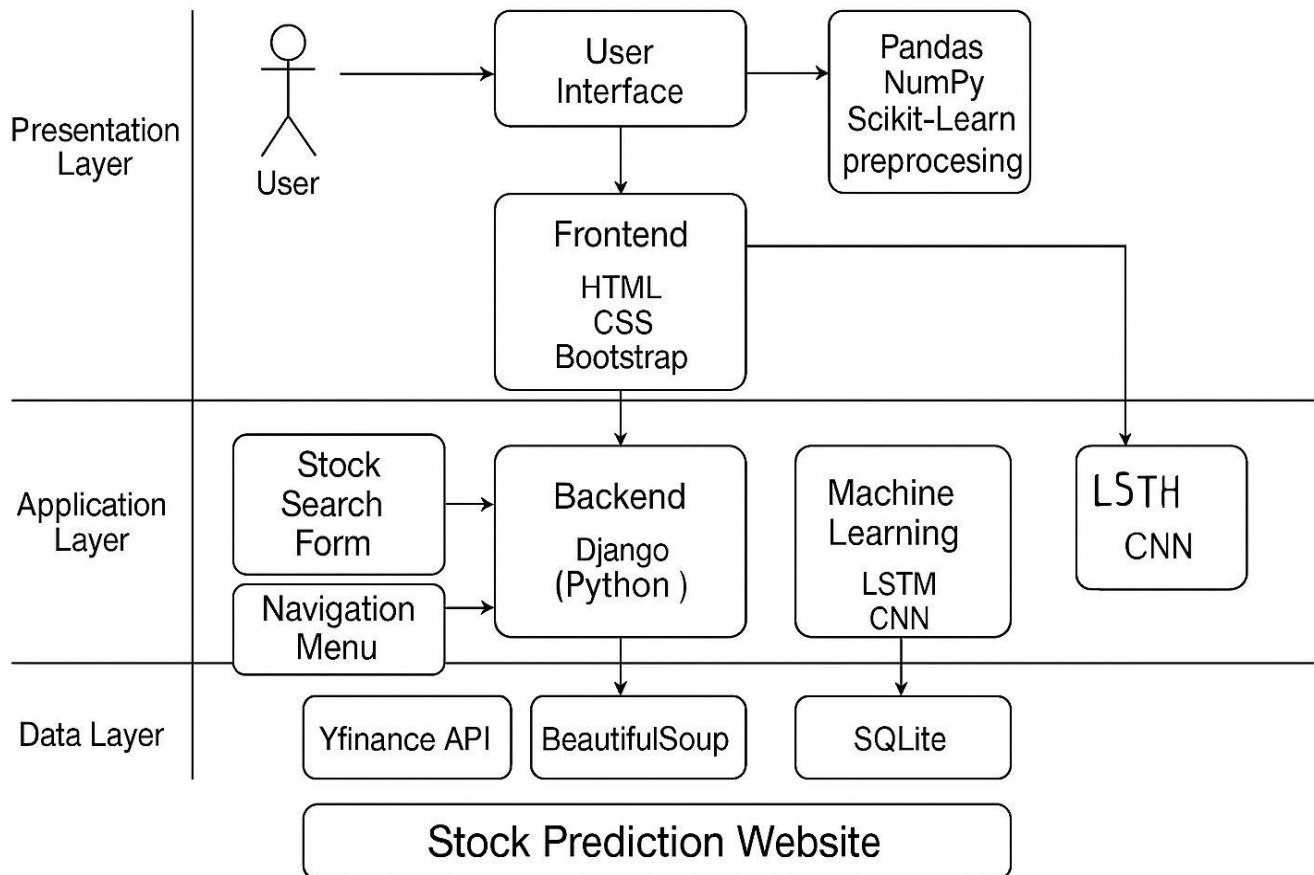 User
Interface
Pandas
NumPy
Scikit-Learn
preprocesing
Presentation
Layer
User
Frontend
HTML
CSS
Bootstrap
Application
Layer
Stock
Search
Form
Navigation
Menu
Backend
Django
(Python )
Machine
Learning
LSTM
CNN
LSTH
CNN
Data Layer
Yfinance API
BeautifulSoup
SQLite
Stock Prediction Website